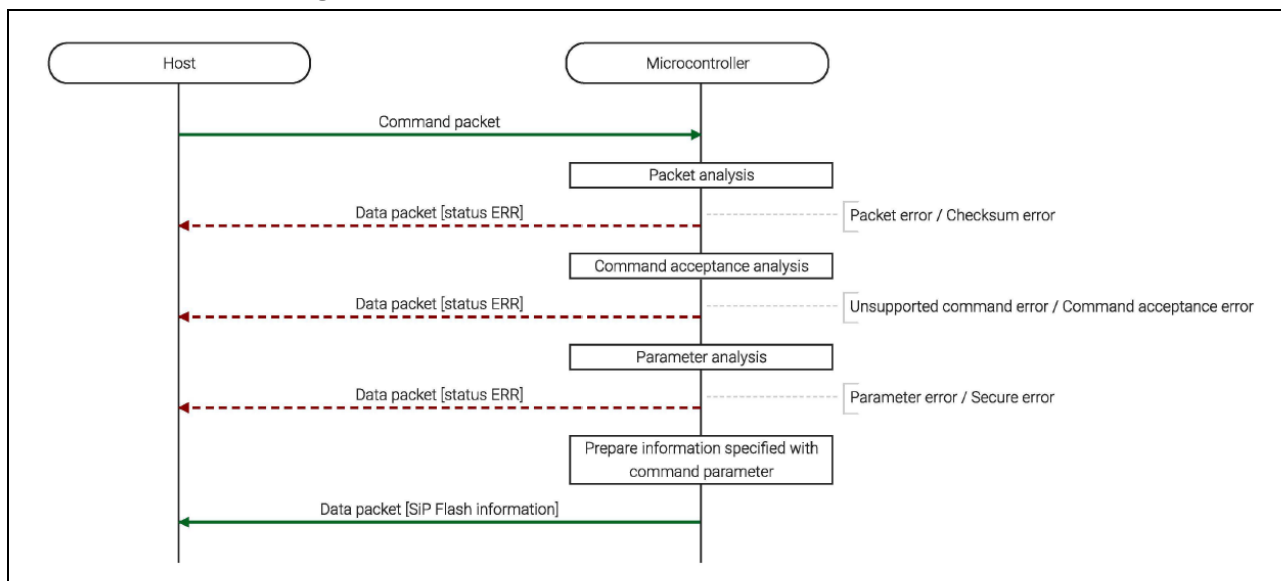 Host
Microcontroller
Command packet
Packet analysis
Data packet [status ERR]
Packet error / Checksum error
Command acceptance analysis
Data packet [status ERR]
Unsupported command error / Command acceptance error
Parameter analysis
Data packet [status ERR]
Parameter error / Secure error
Prepare information specified with
command parameter
Data packet [SiP Flash information]